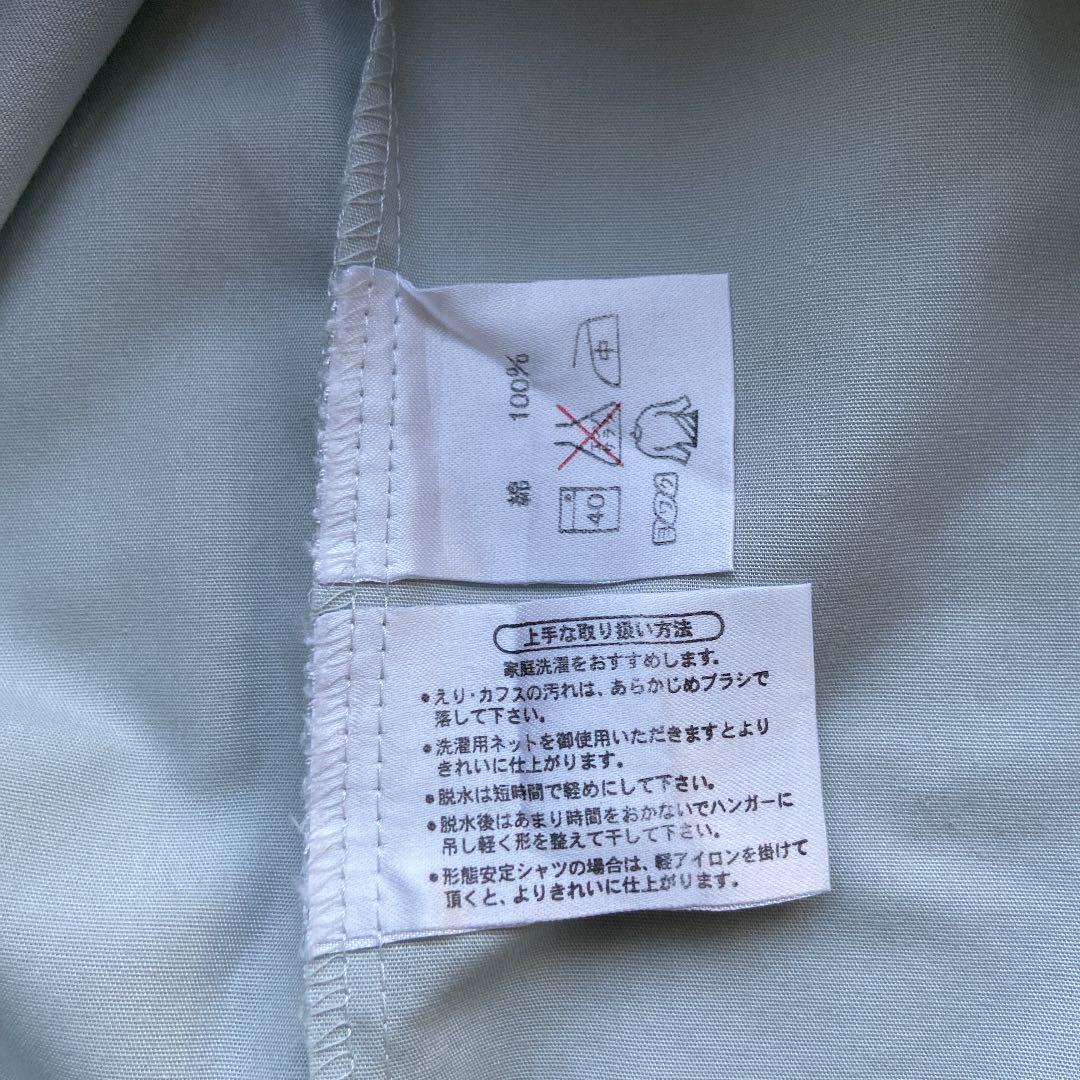 綿 100%
40
エンソ
サラシ
中
ヨワク
上手な取り扱い方法
家庭洗濯をおすすめします。
•えり・カフスの汚れは、あらかじめブラシで
落して下さい。
•洗濯用ネットを御使用いただきますとより
きれいに仕上がります。
•脱水は短時間で軽めにして下さい。
•脱水後はあまり時間をおかないでハンガーに
吊し軽く形を整えて干して下さい。
•形態安定シャツの場合は、軽アイロンを掛けて
頂くと、よりきれいに仕上がります。